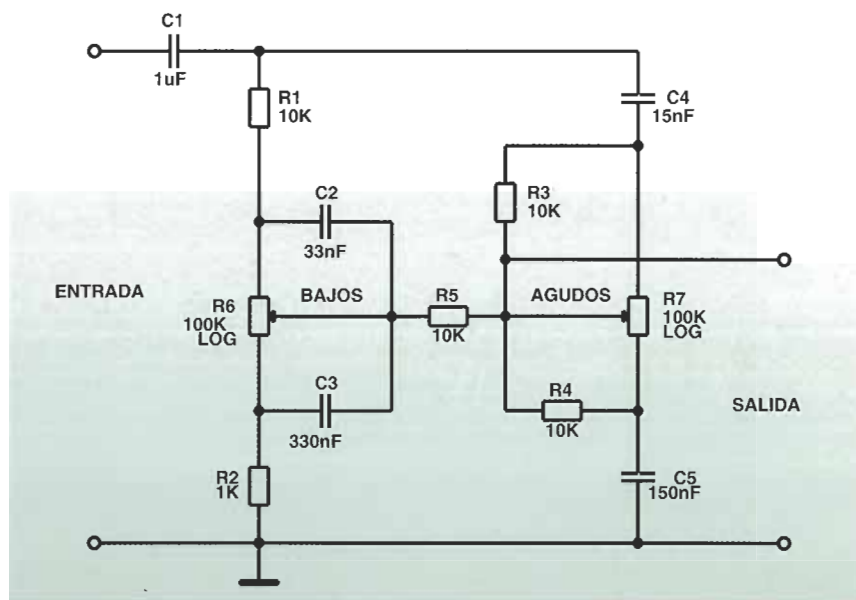 C1
1uF
R1
10K
C4
15nF
C2
33nF
R3
10K
ENTRADA
R6
100K
LOG
BAJOS
R5
10K
AGUDOS
R7
100K
LOG
C3
330nF
R4
10K
SALIDA
R2
1K
C5
150nF